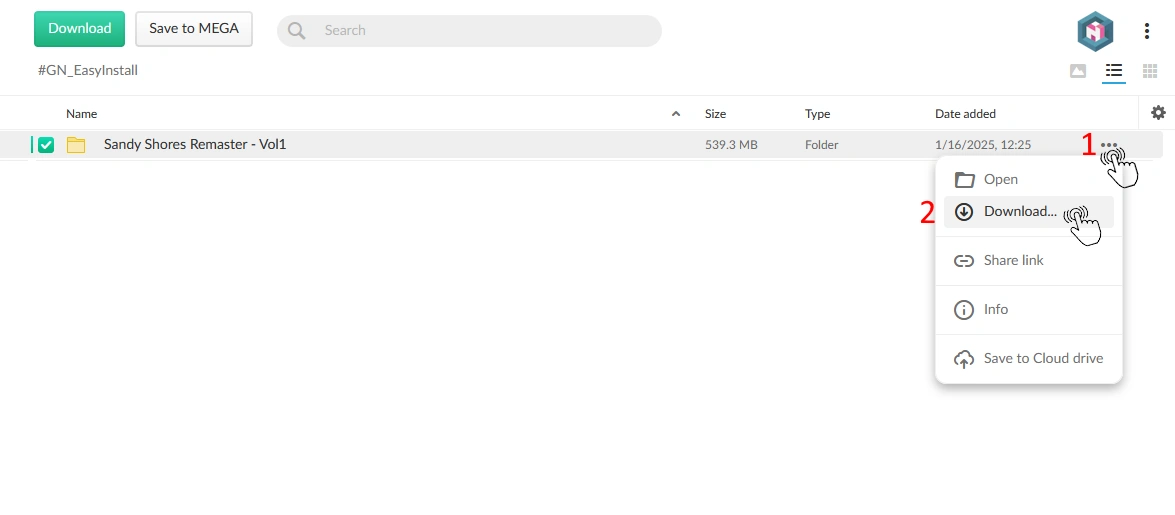 Download
Save to MEGA
Search
#GN_EasyInstall
Name
Size
Type
Date added
Sandy Shores Remaster - Vol1
539.3 MB
Folder
1/16/2025, 12:25
1
Open
2
Download...
Share link
Info
Save to Cloud drive